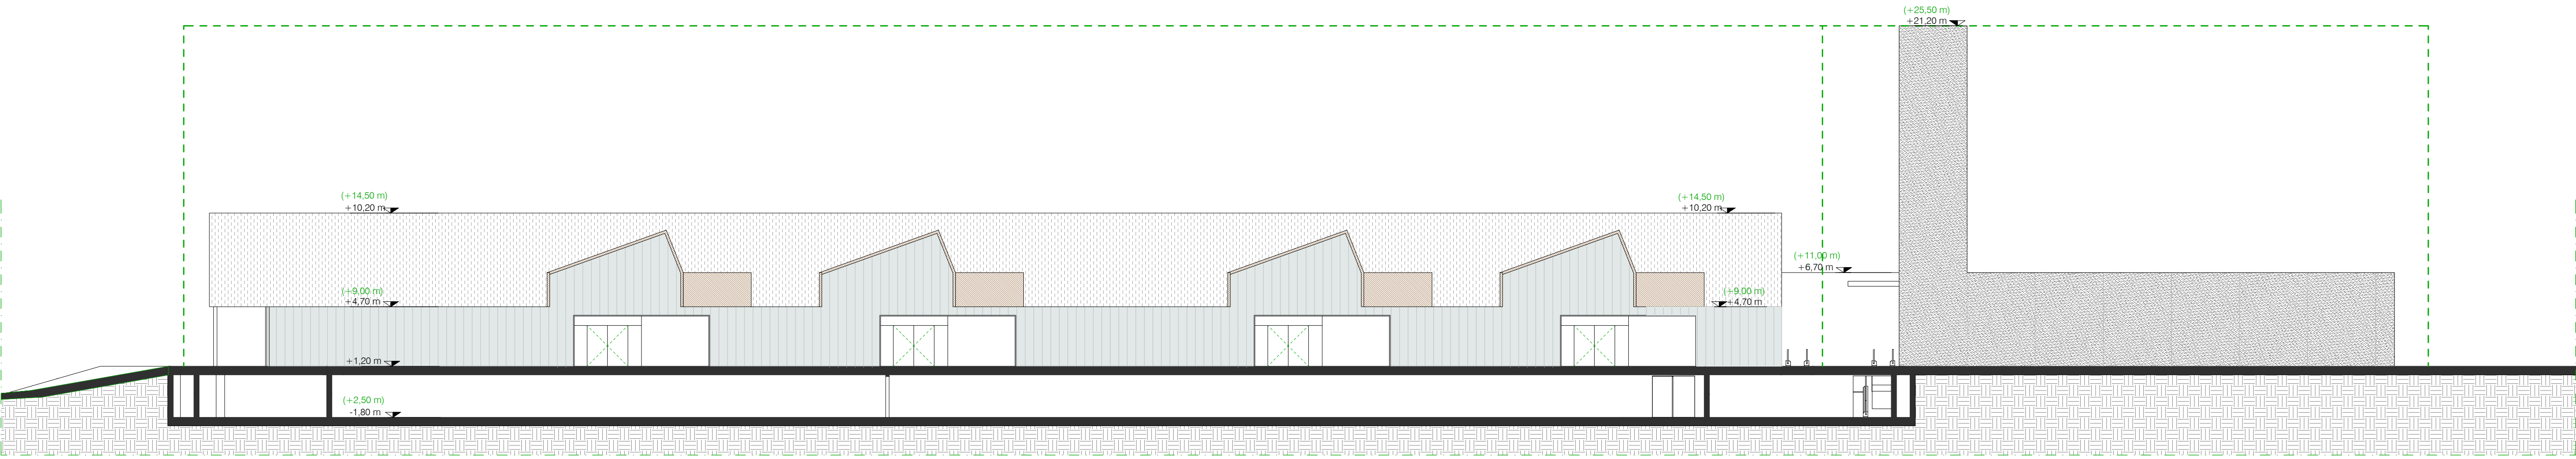 (+25,50 m)
+21,20 m
(+14,50 m)
+10,20 m
(+14,50 m)
+10,20 m
(+11,00 m)
+6,70 m
(+9,00 m)
+4,70 m
(+9,00 m)
+4,70 m
+1,20 m
(+2,50 m)
-1,80 m